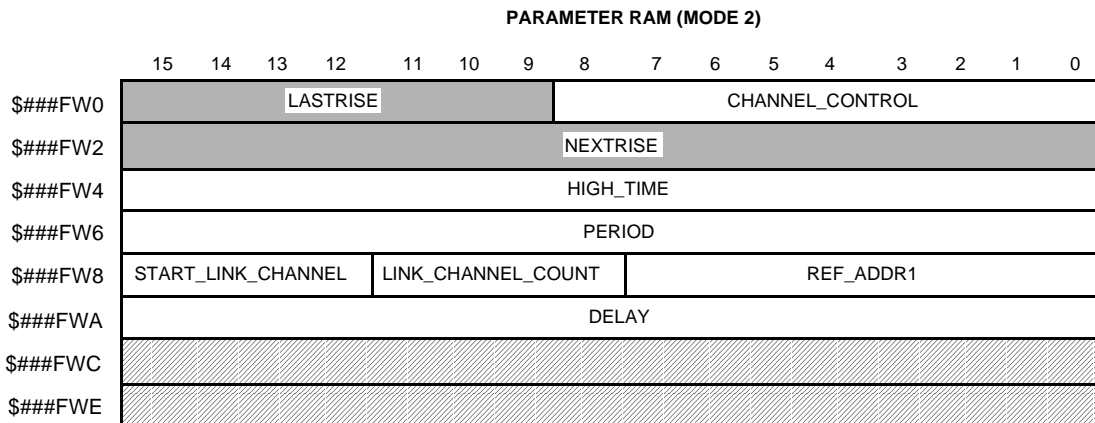 PARAMETER RAM (MODE 2)
15 14 13 12 11 10 9 8 7 6 5 4 3 2 1 0
$###FW0 LASTRISE CHANNEL_CONTROL
$###FW2 NEXTRISE
$###FW4 HIGH_TIME
$###FW6 PERIOD
$###FW8 START_LINK_CHANNEL LINK_CHANNEL_COUNT REF_ADDR1
$###FWA DELAY
$###FWC
$###FWE